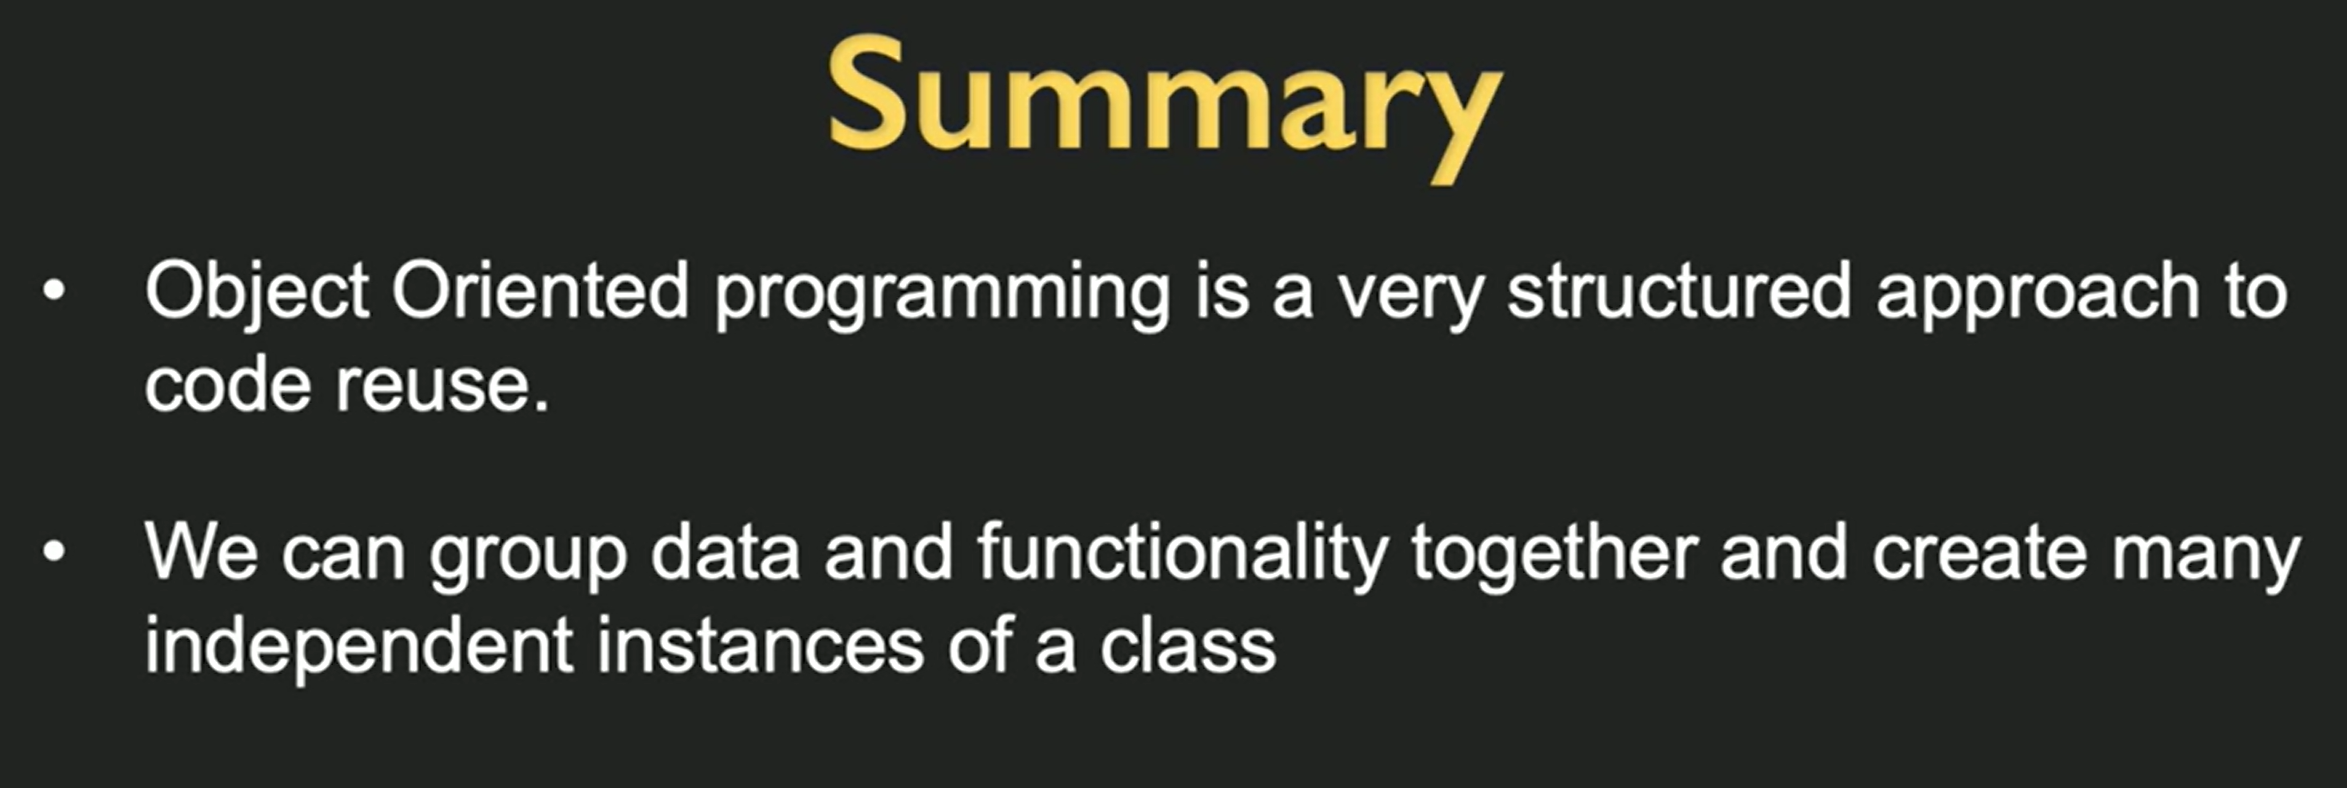 Summary
• Object Oriented programming is a very structured approach to
code reuse.
• We can group data and functionality together and create many
independent instances of a class